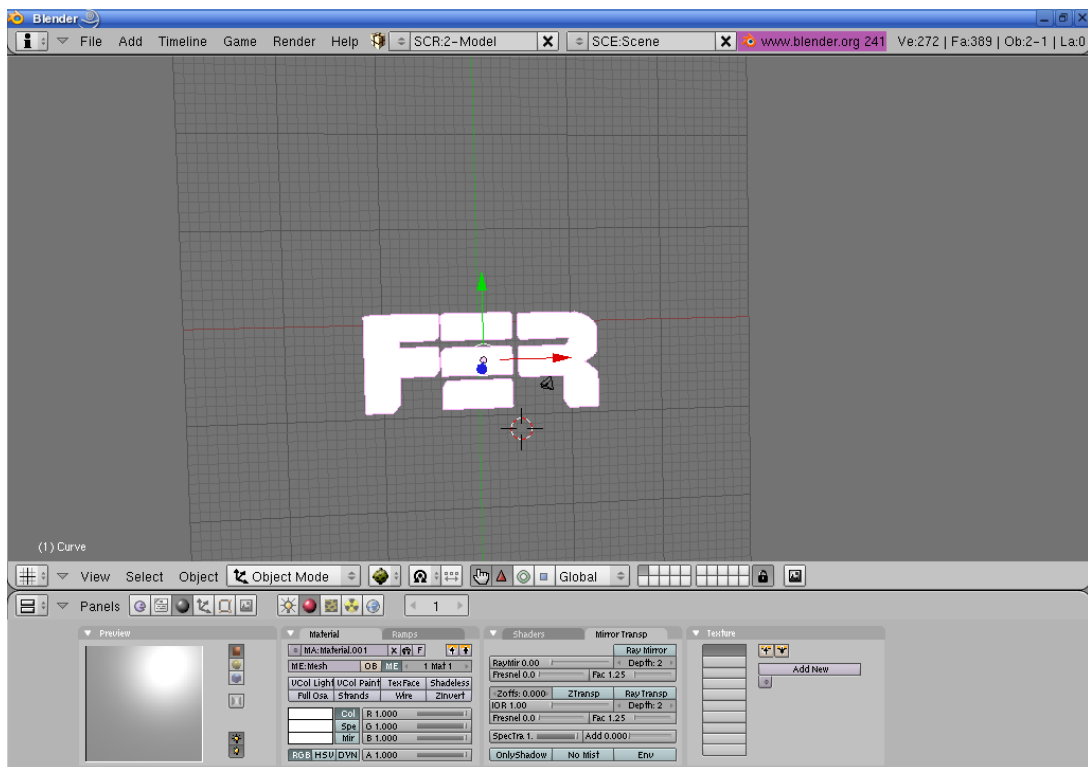 Blender
File Add Timeline Game Render Help SCR:2-Model X SCE:Scene X www.blender.org 241 Ve:272 | Fa:389 | Ob:2-1 | La:0
FER
(1) Curve
View Select Object Object Mode Global
Panels 1
Preview Material Ramps Shaders Mirror Transp Texture
MA:Material.001 X F Ray Mirror
ME:Mesh OB ME 1 Mat 1 RayMir 0.00 Depth: 2 Add New
Fresnel 0.0 Fac 1.25
VCol Light VCol Paint TexFace Shadeless
Full Osa Strands Wire ZInvert Zoffs: 0.000 ZTransp Ray Transp
IOR 1.00 Depth: 2
Col R 1.000 Fresnel 0.0 Fac 1.25
Spe G 1.000
Mir B 1.000 SpecTra 1. Add 0.000
RGB HSV DYN A 1.000 OnlyShadow No Mist Env